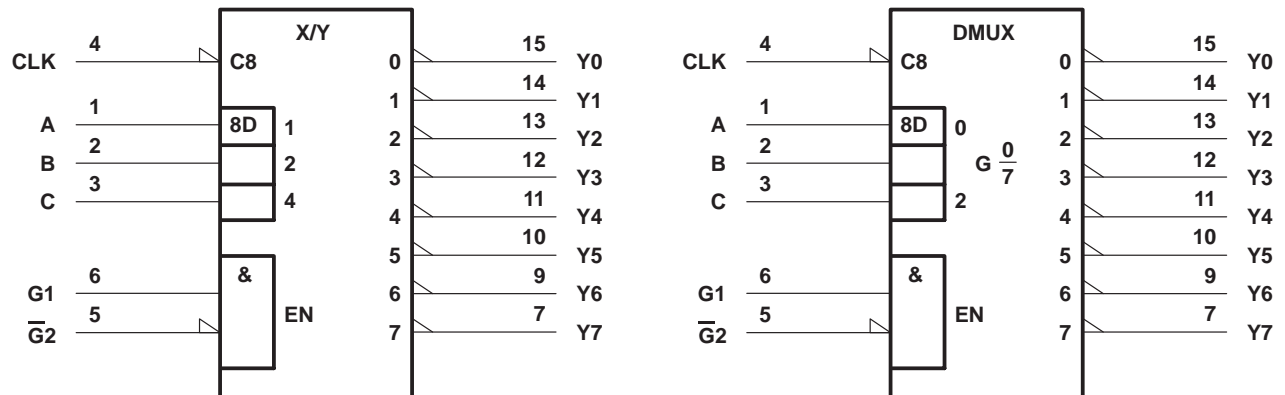 X/Y
CLK 4 C8 0 15 Y0
1 14 Y1
A 1 8D 1 2 13 Y2
B 2 2 3 12 Y3
C 3 4 4 11 Y4
5 10 Y5
&
G1 6 6 9 Y6
EN
G2 5 7 7 Y7
DMUX
CLK 4 C8 0 15 Y0
1 14 Y1
A 1 8D 0 2 13 Y2
B 2 G 0/7 3 12 Y3
C 3 2 4 11 Y4
5 10 Y5
&
G1 6 6 9 Y6
EN
G2 5 7 7 Y7